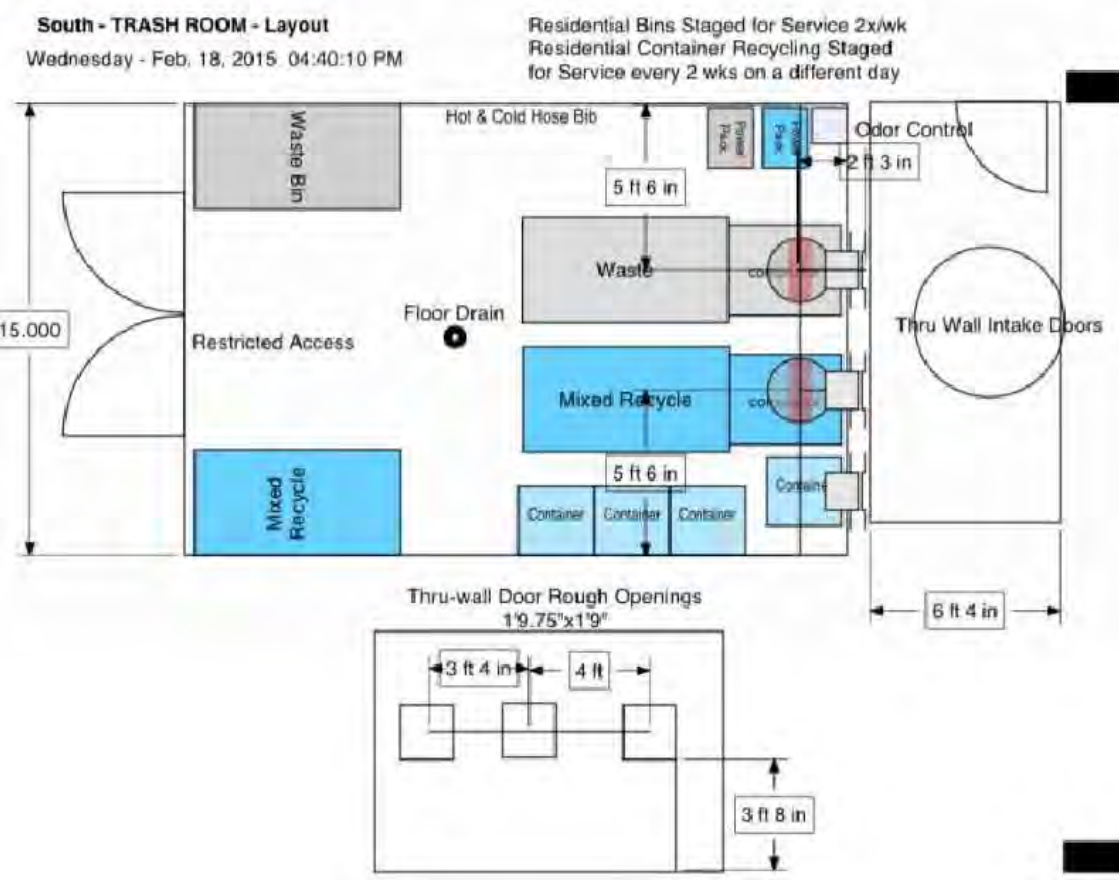 South - TRASH ROOM - Layout
Wednesday - Feb. 18, 2015 04:40:10 PM
Residential Bins Staged for Service 2x/wk
Residential Container Recycling Staged
for Service every 2 wks on a different day
Waste Bin
Hot & Cold Hose Bib
Power
Pack
Power
Pack
Odor Control
2 ft 3 in
5 ft 6 in
Waste
15.000
Floor Drain
Restricted Access
Thru Wall Intake Doors
Mixed Recycle
5 ft 6 in
Mixed
Recycle
Container
Container
Container
Container
6 ft 4 in
Thru-wall Door Rough Openings
1'9.75"x1'9"
3 ft 4 in
4 ft
3 ft 8 in